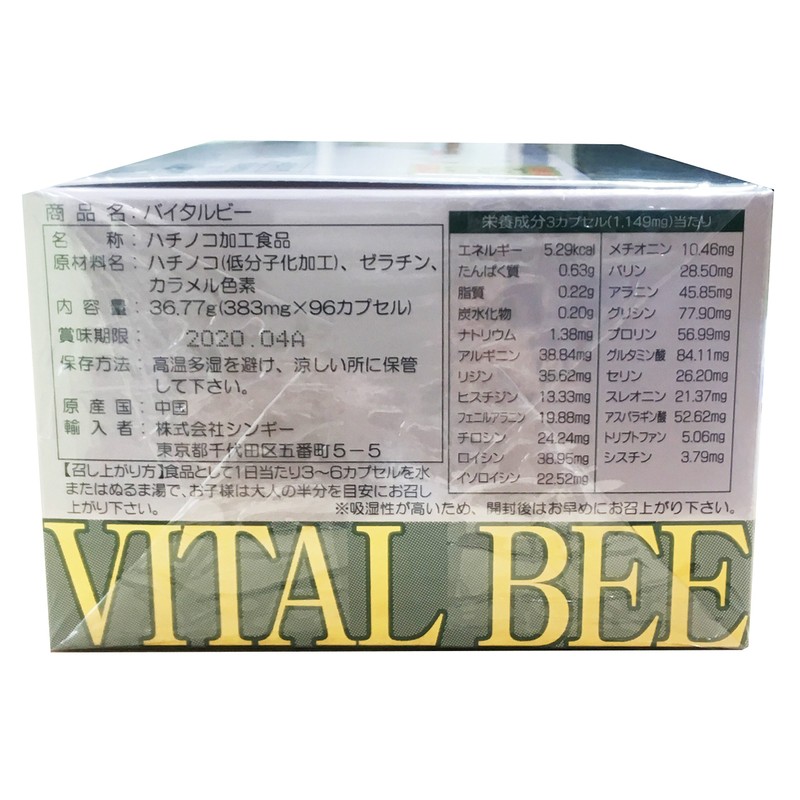 商品名：バイタルビー
名称：ハチノコ加工食品
原材料名：ハチノコ(低分子化加工)、ゼラチン、
カラメル色素
内容量：36.77g(383mg×96カプセル)
賞味期限：2020.04A
保存方法：高温多湿を避け、涼しい所に保管
して下さい。
原産国：中国
輸入者：株式会社シンギー
東京都千代田区五番町5-5
【召し上がり方】食品として1日当たり3〜6カプセルを水
またはぬるま湯で、お子様は大人の半分を目安にお召し
上がり下さい。
※吸湿性が高いため、開封後はお早めにお召上がり下さい。
栄養成分3カプセル(1,149mg)当たり
エネルギー 5.29kcal
たんぱく質 0.63g
脂質 0.22g
炭水化物 0.20g
ナトリウム 1.38mg
アルギニン 38.84mg
リジン 35.62mg
ヒスチジン 13.33mg
フェニルアラニン 19.88mg
チロシン 24.24mg
ロイシン 38.95mg
イソロイシン 22.52mg
メチオニン 10.46mg
バリン 28.50mg
アラニン 45.85mg
グリシン 77.90mg
プロリン 56.99mg
グルタミン酸 84.11mg
セリン 26.20mg
スレオニン 21.37mg
アスパラギン酸 52.62mg
トリプトファン 5.06mg
シスチン 3.79mg
VITAL BEE